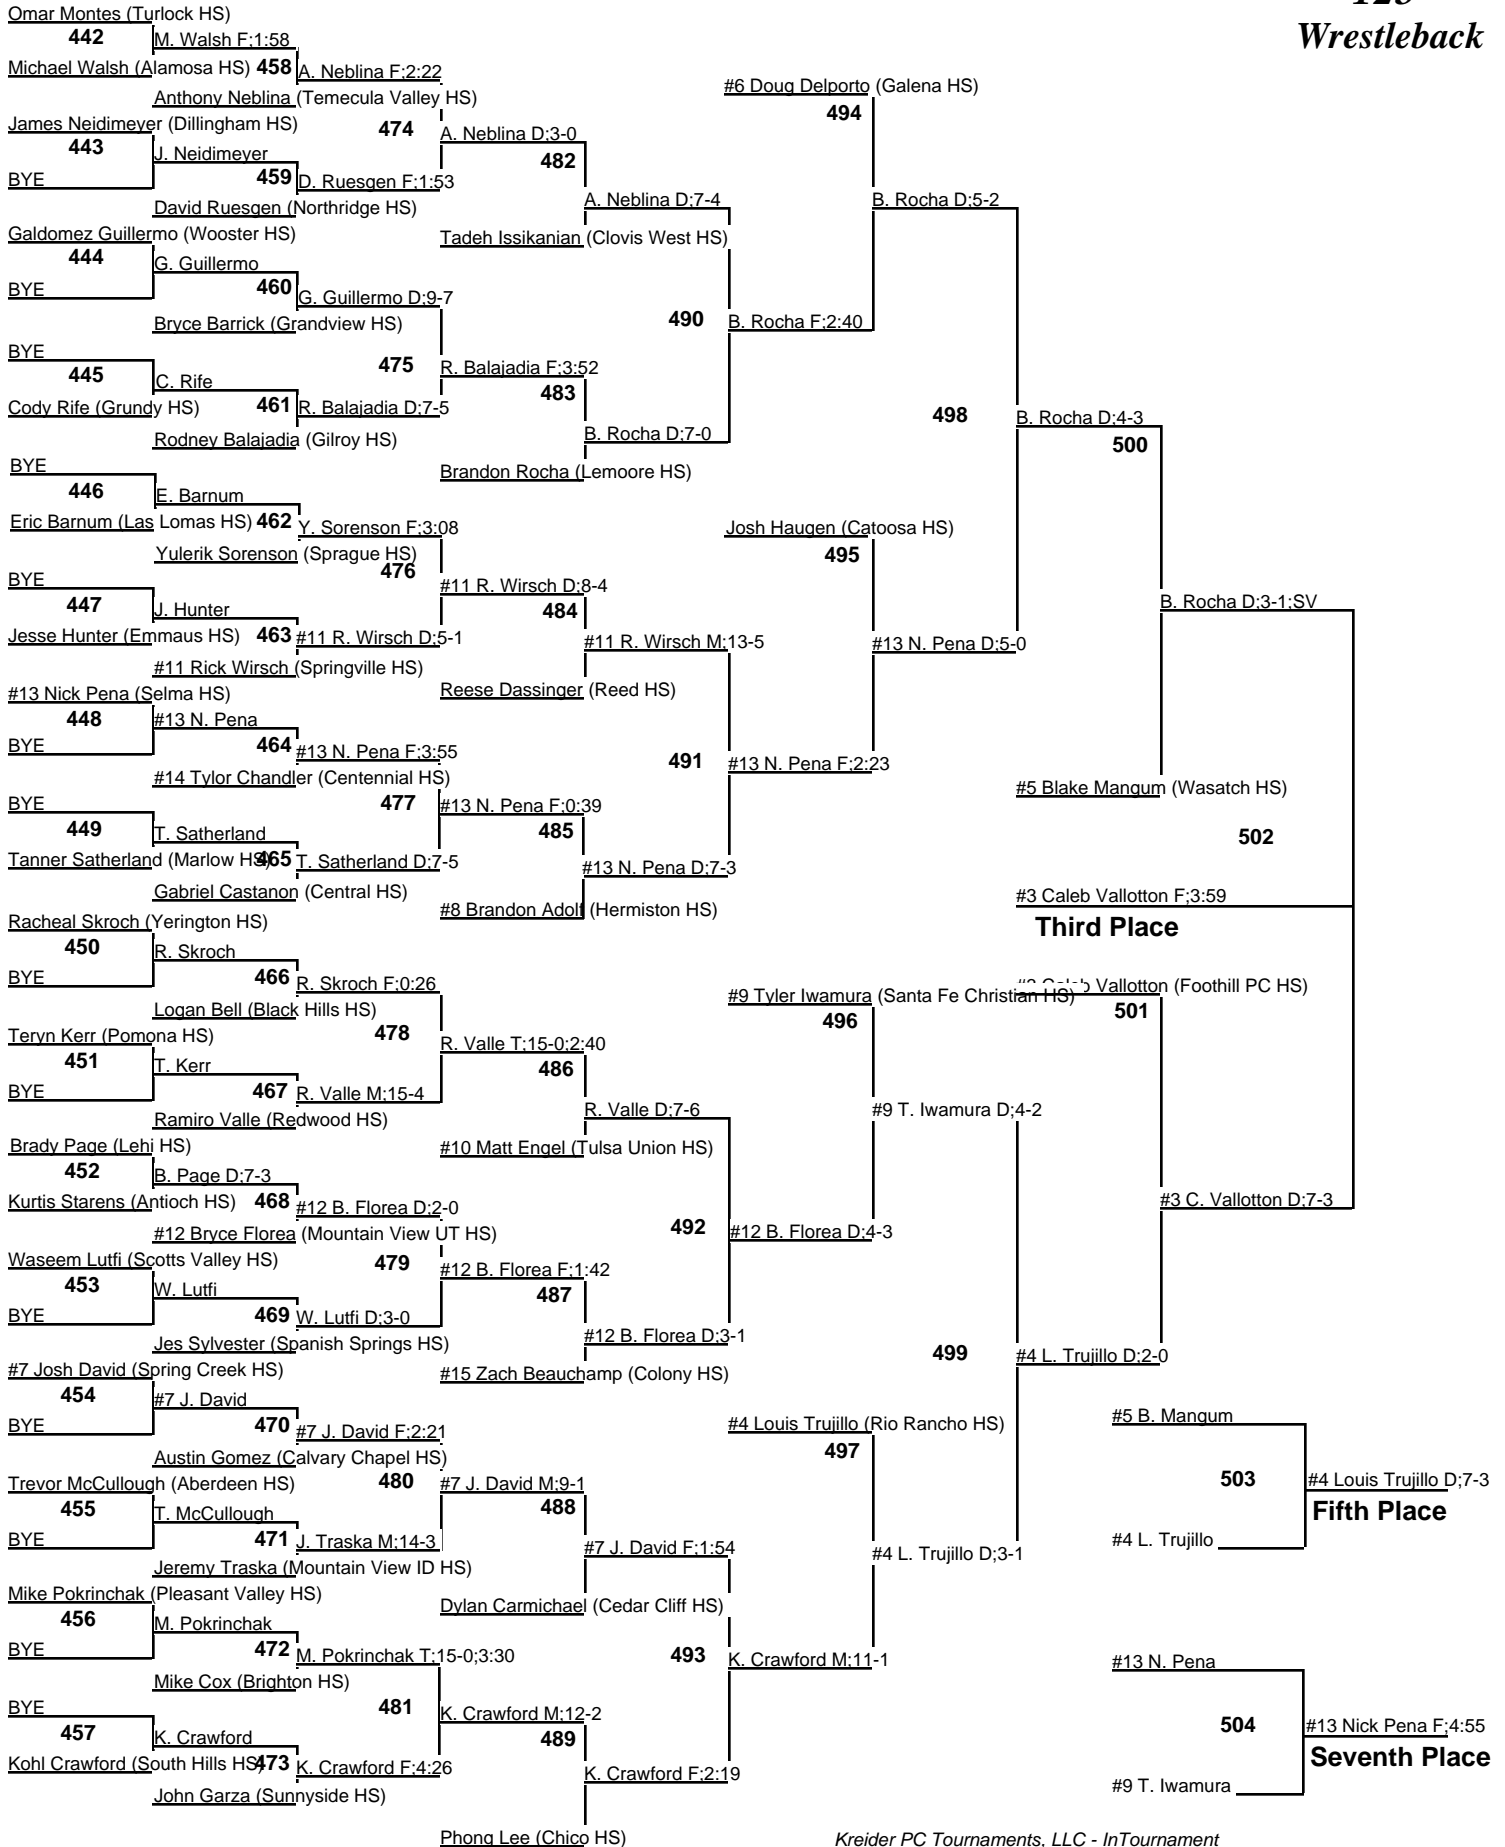 Wrestleback
Omar Montes (Turlock HS)
442
M. Walsh F;1:58
Michael Walsh (Alamosa HS)
458
A. Neblina F;2:22
Anthony Neblina (Temecula Valley HS)
James Neidimeyer (Dillingham HS)
474
A. Neblina D;3-0
443
J. Neidimeyer
482
BYE
459
D. Ruesgen F;1:53
David Ruesgen (Northridge HS)
A. Neblina D;7-4
Galdomez Guillermo (Wooster HS)
Tadeh Issikanian (Clovis West HS)
444
G. Guillermo
BYE
460
G. Guillermo D;9-7
Bryce Barrick (Grandview HS)
490
B. Rocha F;2:40
BYE
475
R. Balajadia F;3:52
445
C. Rife
483
Cody Rife (Grundy HS)
461
R. Balajadia D;7-5
Rodney Balajadia (Gilroy HS)
B. Rocha D;7-0
Brandon Rocha (Lemoore HS)
#6 Doug Delporto (Galena HS)
494
B. Rocha D;5-2
498
B. Rocha D;4-3
500
BYE
446
E. Barnum
Eric Barnum (Las Lomas HS)
462
Y. Sorenson F;3:08
Yulerik Sorenson (Sprague HS)
476
#11 R. Wirsch D;8-4
BYE
447
J. Hunter
484
Jesse Hunter (Emmaus HS)
463
#11 R. Wirsch D;5-1
#11 R. Wirsch M;13-5
#11 Rick Wirsch (Springville HS)
Reese Dassinger (Reed HS)
Josh Haugen (Catoosa HS)
495
#13 N. Pena D;5-0
B. Rocha D;3-1;SV
#13 Nick Pena (Selma HS)
448
#13 N. Pena
BYE
464
#13 N. Pena F;3:55
491
#13 N. Pena F;2:23
#14 Tylor Chandler (Centennial HS)
477
#13 N. Pena F;0:39
BYE
449
T. Satherland
485
Tanner Satherland (Marlow HS)
465
T. Satherland D;7-5
#13 N. Pena D;7-3
Gabriel Castanon (Central HS)
#8 Brandon Adolf (Hermiston HS)
#5 Blake Mangum (Wasatch HS)
502
#3 Caleb Vallotton F;3:59
Third Place
Racheal Skroch (Yerington HS)
450
R. Skroch
BYE
466
R. Skroch F;0:26
Logan Bell (Black Hills HS)
#9 Tyler Iwamura (Santa Fe Christian HS)
Vallotton (Foothill PC HS)
496
501
Teryn Kerr (Pomona HS)
478
R. Valle T;15-0;2:40
451
T. Kerr
486
BYE
467
R. Valle M;15-4
Ramiro Valle (Redwood HS)
R. Valle D;7-6
#9 T. Iwamura D;4-2
#10 Matt Engel (Tulsa Union HS)
Brady Page (Lehi HS)
452
B. Page D;7-3
Kurtis Starens (Antioch HS)
468
#12 B. Florea D;2-0
#3 C. Vallotton D;7-3
#12 Bryce Florea (Mountain View UT HS)
492
#12 B. Florea D;4-3
Waseem Lutfi (Scotts Valley HS)
479
#12 B. Florea F;1:42
453
W. Lutfi
487
BYE
469
W. Lutfi D;3-0
Jes Sylvester (Spanish Springs HS)
#12 B. Florea D;3-1
499
#4 L. Trujillo D;2-0
#15 Zach Beauchamp (Colony HS)
#7 Josh David (Spring Creek HS)
454
#7 J. David
BYE
470
#7 J. David F;2:21
#4 Louis Trujillo (Rio Rancho HS)
497
#5 B. Mangum
Austin Gomez (Calvary Chapel HS)
Trevor McCullough (Aberdeen HS)
480
#7 J. David M;9-1
503
#4 Louis Trujillo D;7-3
Fifth Place
455
T. McCullough
488
BYE
471
J. Traska M;14-3
#7 J. David F;1:54
#4 L. Trujillo D;3-1
#4 L. Trujillo
Jeremy Traska (Mountain View ID HS)
Mike Pokrinchak (Pleasant Valley HS)
Dylan Carmichael (Cedar Cliff HS)
456
M. Pokrinchak
BYE
472
M. Pokrinchak T;15-0;3:30
493
K. Crawford M;11-1
#13 N. Pena
Mike Cox (Brighton HS)
BYE
481
K. Crawford M;12-2
504
#13 Nick Pena F;4:55
Seventh Place
457
K. Crawford
489
Kohl Crawford (South Hills HS)
473
K. Crawford F;4:26
K. Crawford F;2:19
#9 T. Iwamura
John Garza (Sunnyside HS)
Phong Lee (Chico HS)
Kreider PC Tournaments, LLC - InTournament